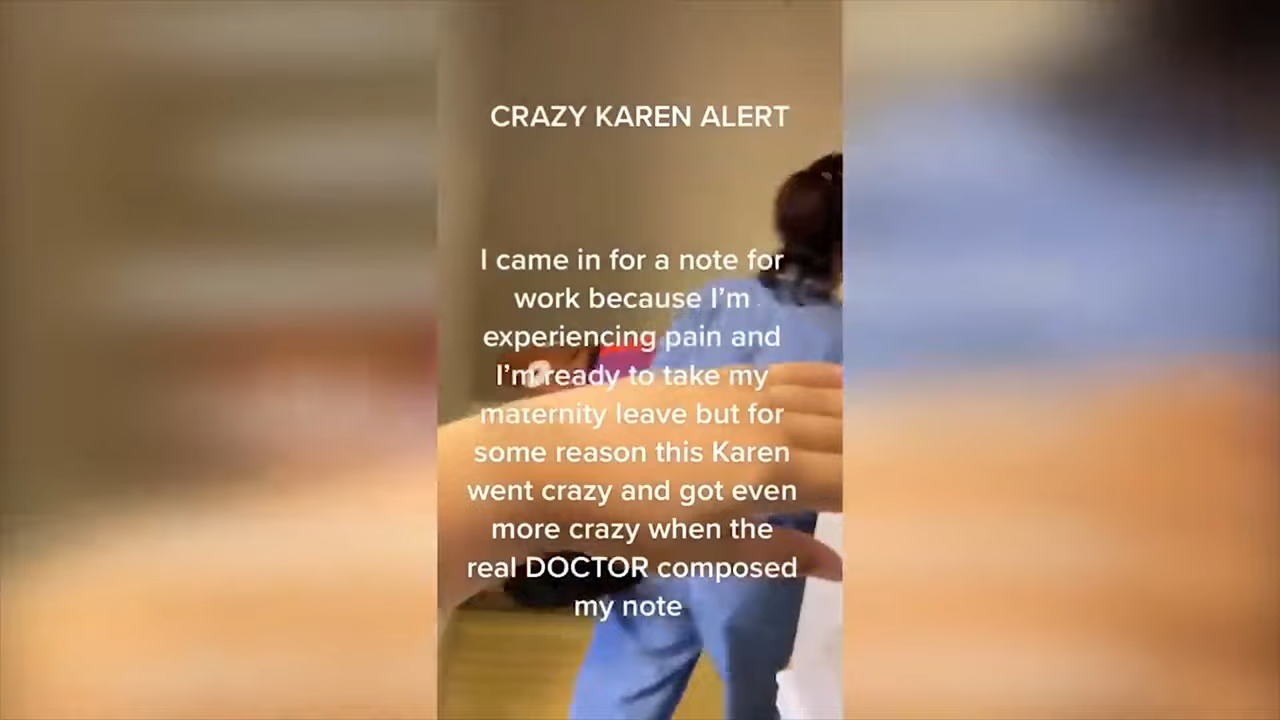 CRAZY KAREN ALERT
I came in for a note for
work because I’m
experiencing pain and
I’m ready to take my
maternity leave but for
some reason this Karen
went crazy and got even
more crazy when the
real DOCTOR composed
my note